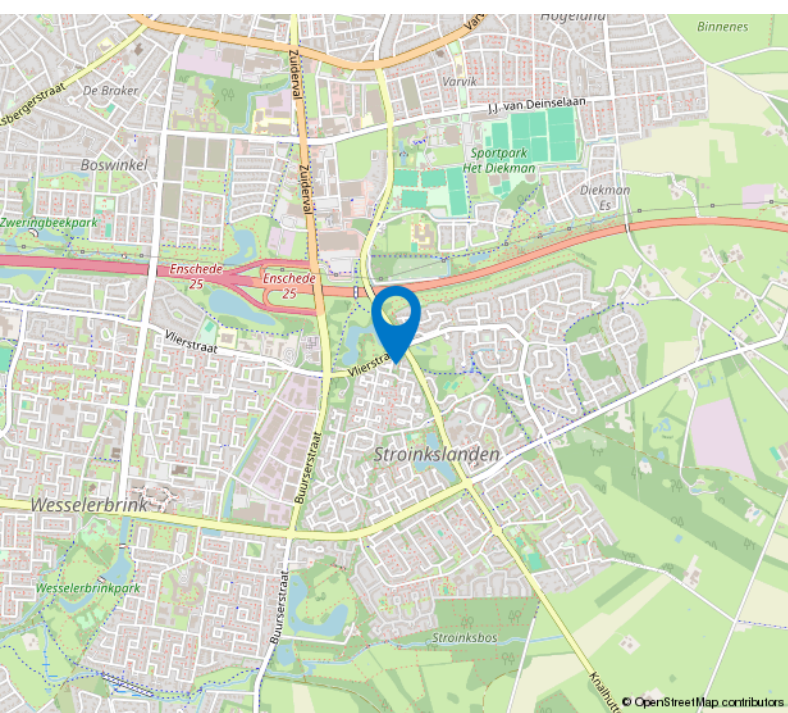 Hogeland
Binnenes
Zuiderval
Varvik
De Braker
J.J. van Deinselaan
Boswinkel
Sportpark
Het Diekman
Zuiderval
Diekman
Es
Zweringbeekpark
Enschede
25
Enschede
25
Vlierstraat
Stroinkslanden
Buurserstraat
Wesselerbrink
Wesselerbrinkpark
Buurserstraat
Stroinksbos
© OpenStreetMap contributors